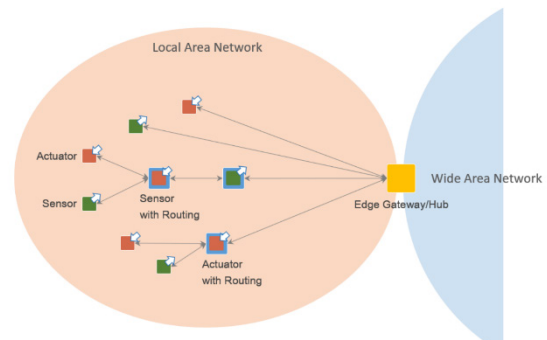 Local Area Network
Actuator
Sensor
Sensor
with Routing
Wide Area Network
Edge Gateway/Hub
Actuator
with Routing